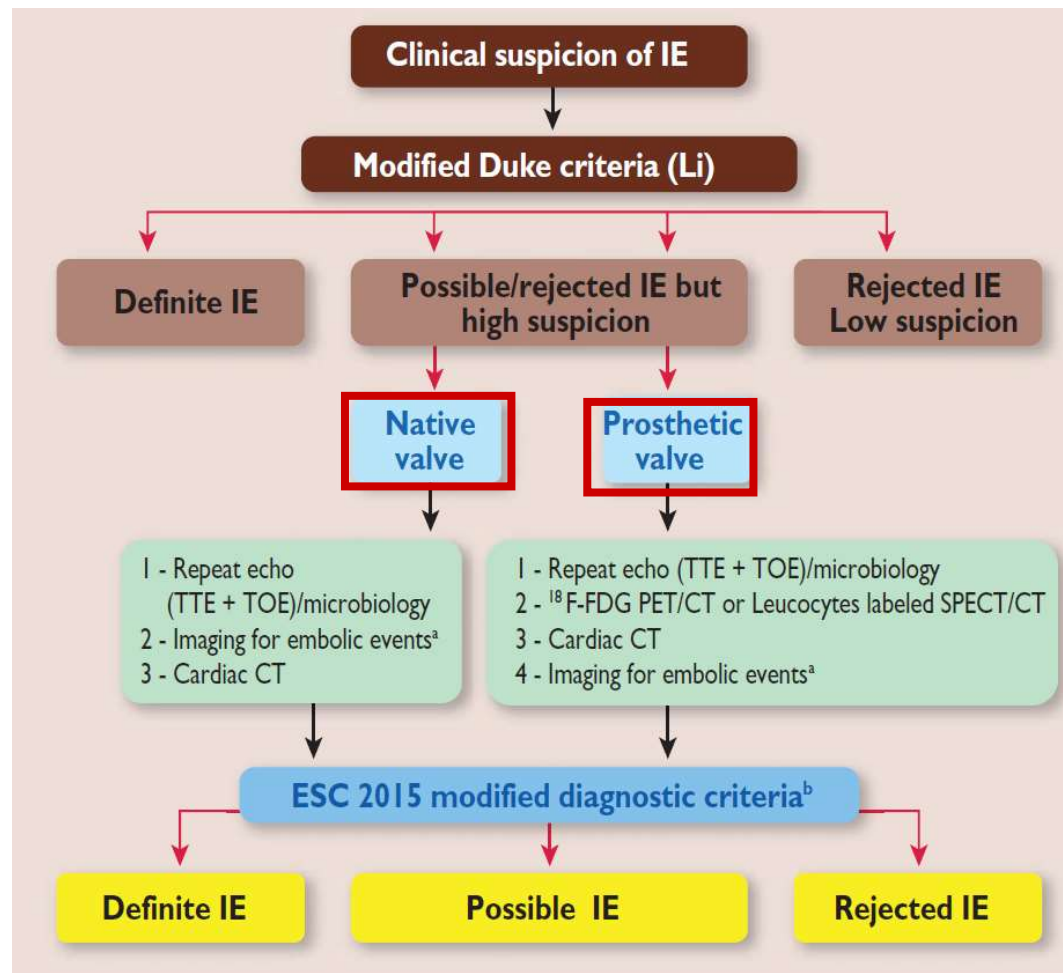 Clinical suspicion of IE
Modified Duke criteria (Li)
Definite IE
Possible/rejected IE but
high suspicion
Rejected IE
Low suspicion
Native
valve
Prosthetic
valve
1 - Repeat echo
(TTE + TOE)/microbiology
2 - Imaging for embolic eventsᵃ
3 - Cardiac CT
1 - Repeat echo (TTE + TOE)/microbiology
2 - ¹⁸F-FDG PET/CT or Leucocytes labeled SPECT/CT
3 - Cardiac CT
4 - Imaging for embolic eventsᵃ
ESC 2015 modified diagnostic criteriaᵇ
Definite IE
Possible IE
Rejected IE